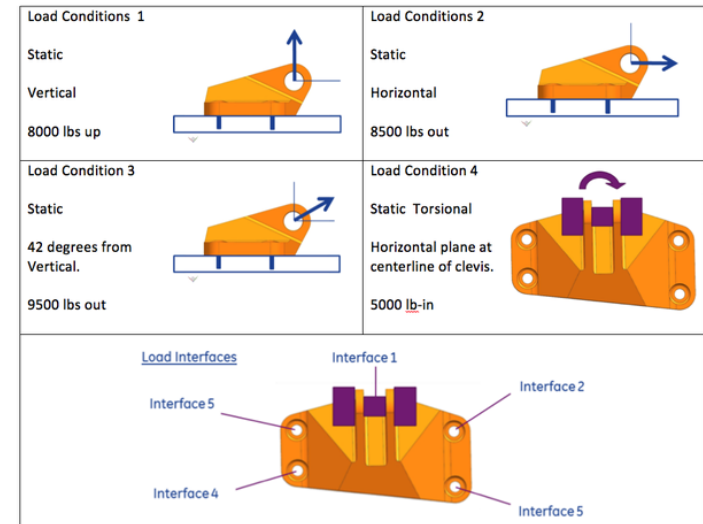 Load Conditions 1
Static
Vertical
8000 lbs up
Load Conditions 2
Static
Horizontal
8500 lbs out
Load Condition 3
Static
42 degrees from
Vertical.
9500 lbs out
Load Condition 4
Static Torsional
Horizontal plane at
centerline of clevis.
5000 lb-in
Load Interfaces
Interface 1
Interface 5
Interface 2
Interface 4
Interface 5